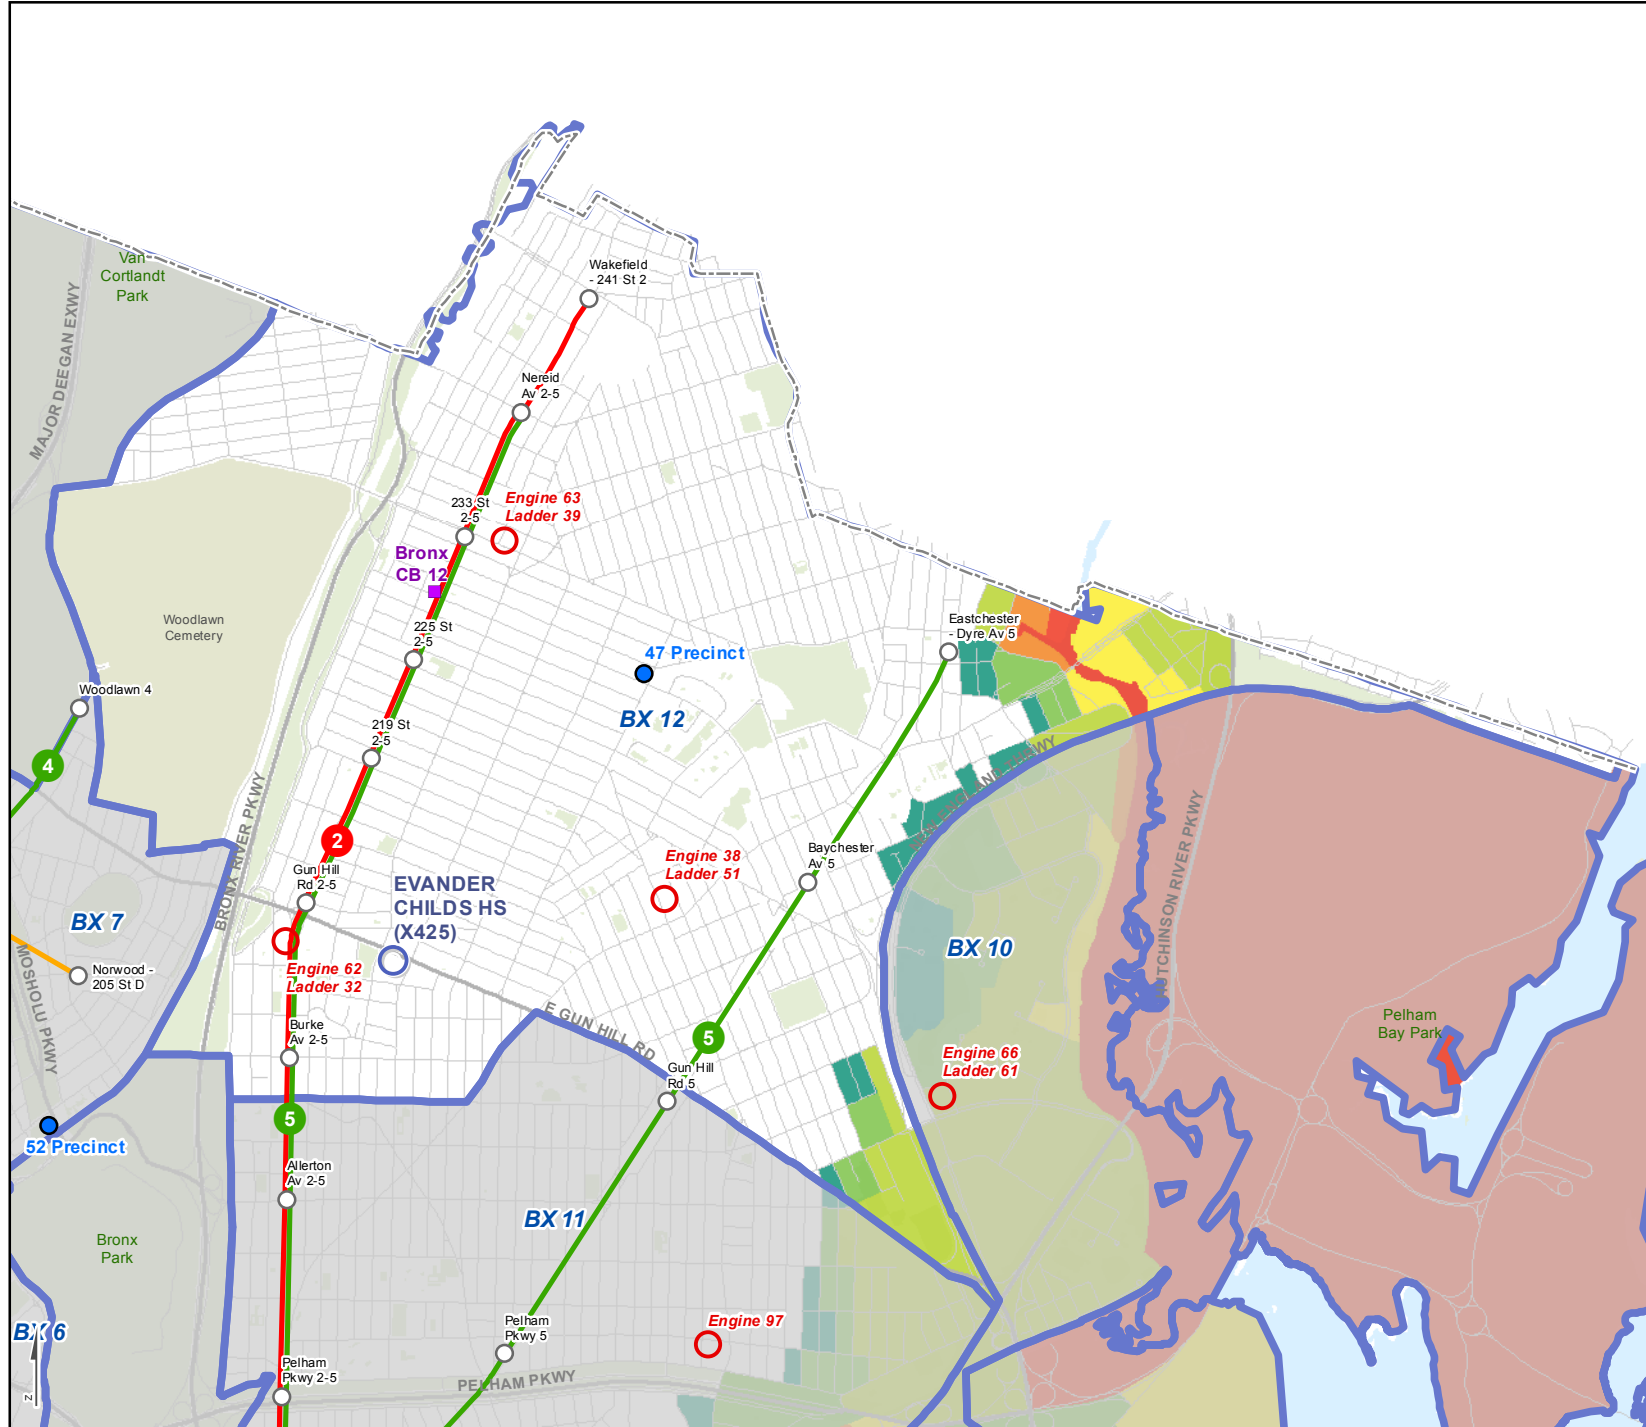 Van
Cortlandt
Park
MAJOR DEEGAN EXWY
Wakefield
- 241 St 2
Nereid
Av 2-5
233 St
2-5
Engine 63
Ladder 39
Bronx
CB 12
225 St
2-5
Woodlawn
Cemetery
Eastchester
- Dyre Av 5
47 Precinct
BX 12
Woodlawn 4
219 St
2-5
4
BRONX RIVER PKWY
2
HUTCHINSON RIVER PKWY
Gun Hill
Rd 2-5
EVANDER
CHILDS HS
(X425)
Engine 38
Ladder 51
Baychester
Av 5
BX 7
BX 10
Norwood -
205 St D
MOSHOLU PKWY
Engine 62
Ladder 32
Burke
Av 2-5
E GUN HILL RD
5
Gun Hill
Rd 5
Engine 66
Ladder 61
Pelham
Bay Park
5
52 Precinct
Allerton
Av 2-5
BX 11
Bronx
Park
BX 6
Pelham
Pkwy 5
Engine 97
Pelham
Pkwy 2-5
PELHAM PKWY
N